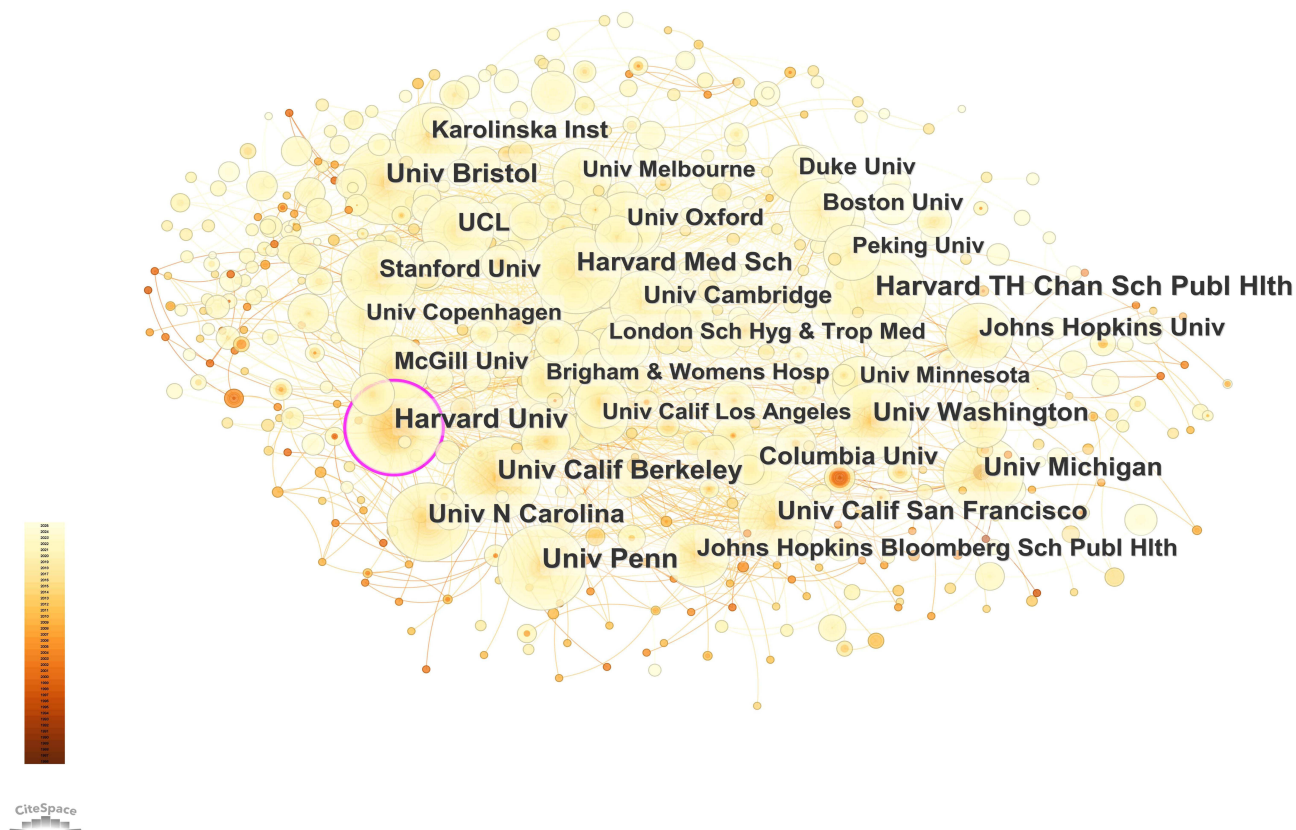 Karolinska Inst
Univ Bristol
Univ Melbourne
Duke Univ
UCL
Univ Oxford
Boston Univ
Stanford Univ
Harvard Med Sch
Peking Univ
Univ Copenhagen
Univ Cambridge
Harvard TH Chan Sch Publ Hlth
London Sch Hyg & Trop Med
Johns Hopkins Univ
McGill Univ
Brigham & Womens Hosp
Univ Minnesota
Harvard Univ
Univ Calif Los Angeles
Univ Washington
Univ Calif Berkeley
Columbia Univ
Univ Michigan
Univ N Carolina
Univ Calif San Francisco
Univ Penn
Johns Hopkins Bloomberg Sch Publ Hlth
CiteSpace